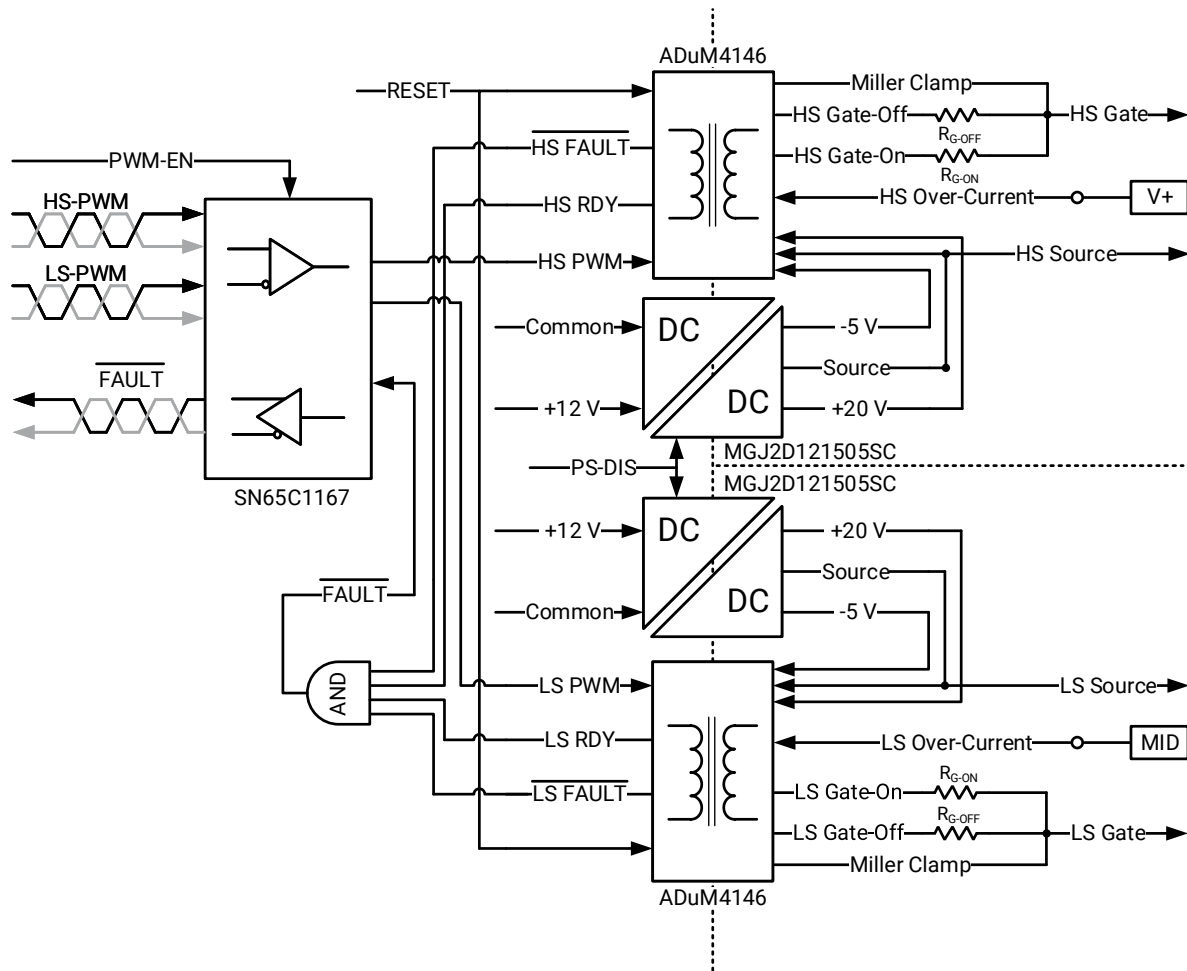 ADuM4146
RESET
Miller Clamp
HS Gate-Off
RG-OFF
HS Gate
HS FAULT
HS Gate-On
RG-ON
PWM-EN
HS-PWM
HS RDY
HS Over-Current
V+
HS PWM
HS Source
LS-PWM
Common
DC
-5 V
FAULT
Source
+12 V
DC
+20 V
MGJ2D121505SC
PS-DIS
MGJ2D121505SC
SN65C1167
+12 V
DC
+20 V
Source
FAULT
Common
DC
-5 V
AND
LS PWM
LS Source
LS RDY
LS Over-Current
MID
LS FAULT
LS Gate-On
RG-ON
LS Gate-Off
RG-OFF
LS Gate
Miller Clamp
ADuM4146